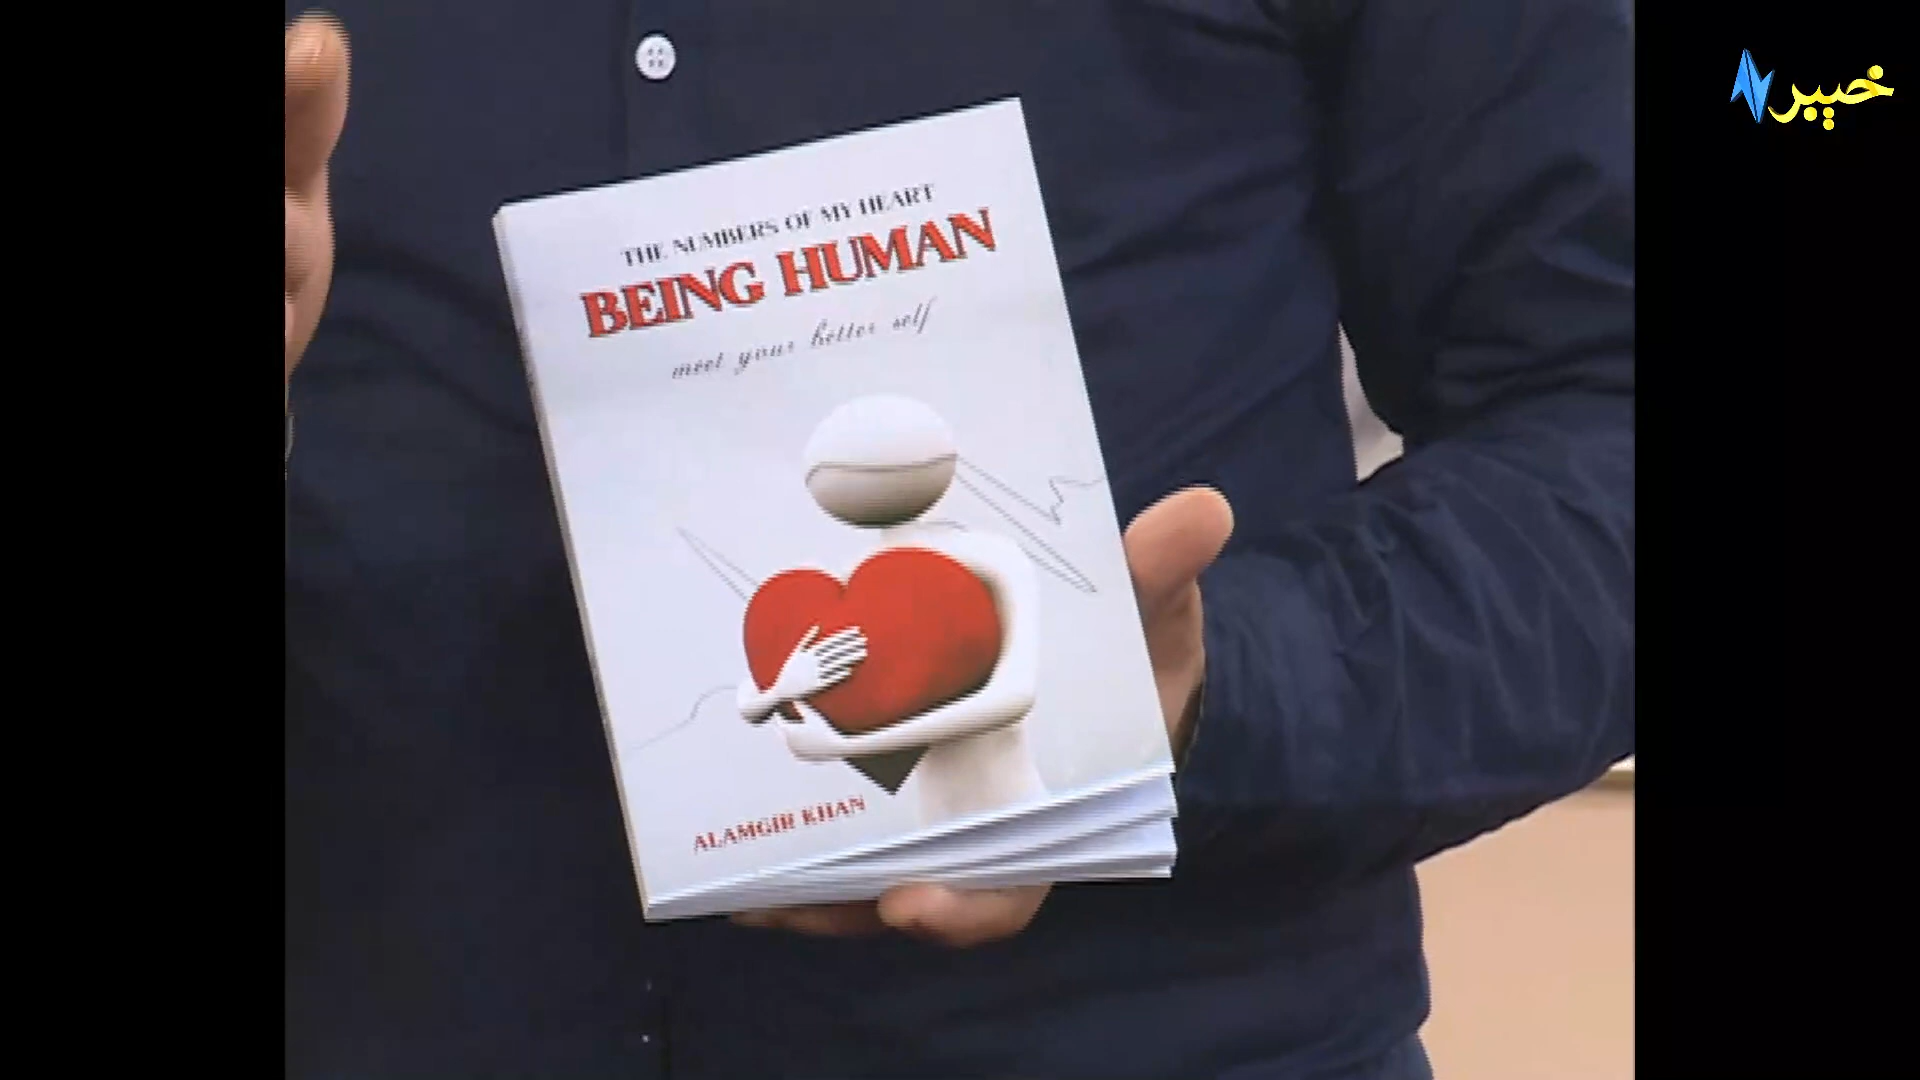 THE NUMBERS OF MY HEART
BEING HUMAN
meet your better self
ALAMGIR KHAN
خیبر